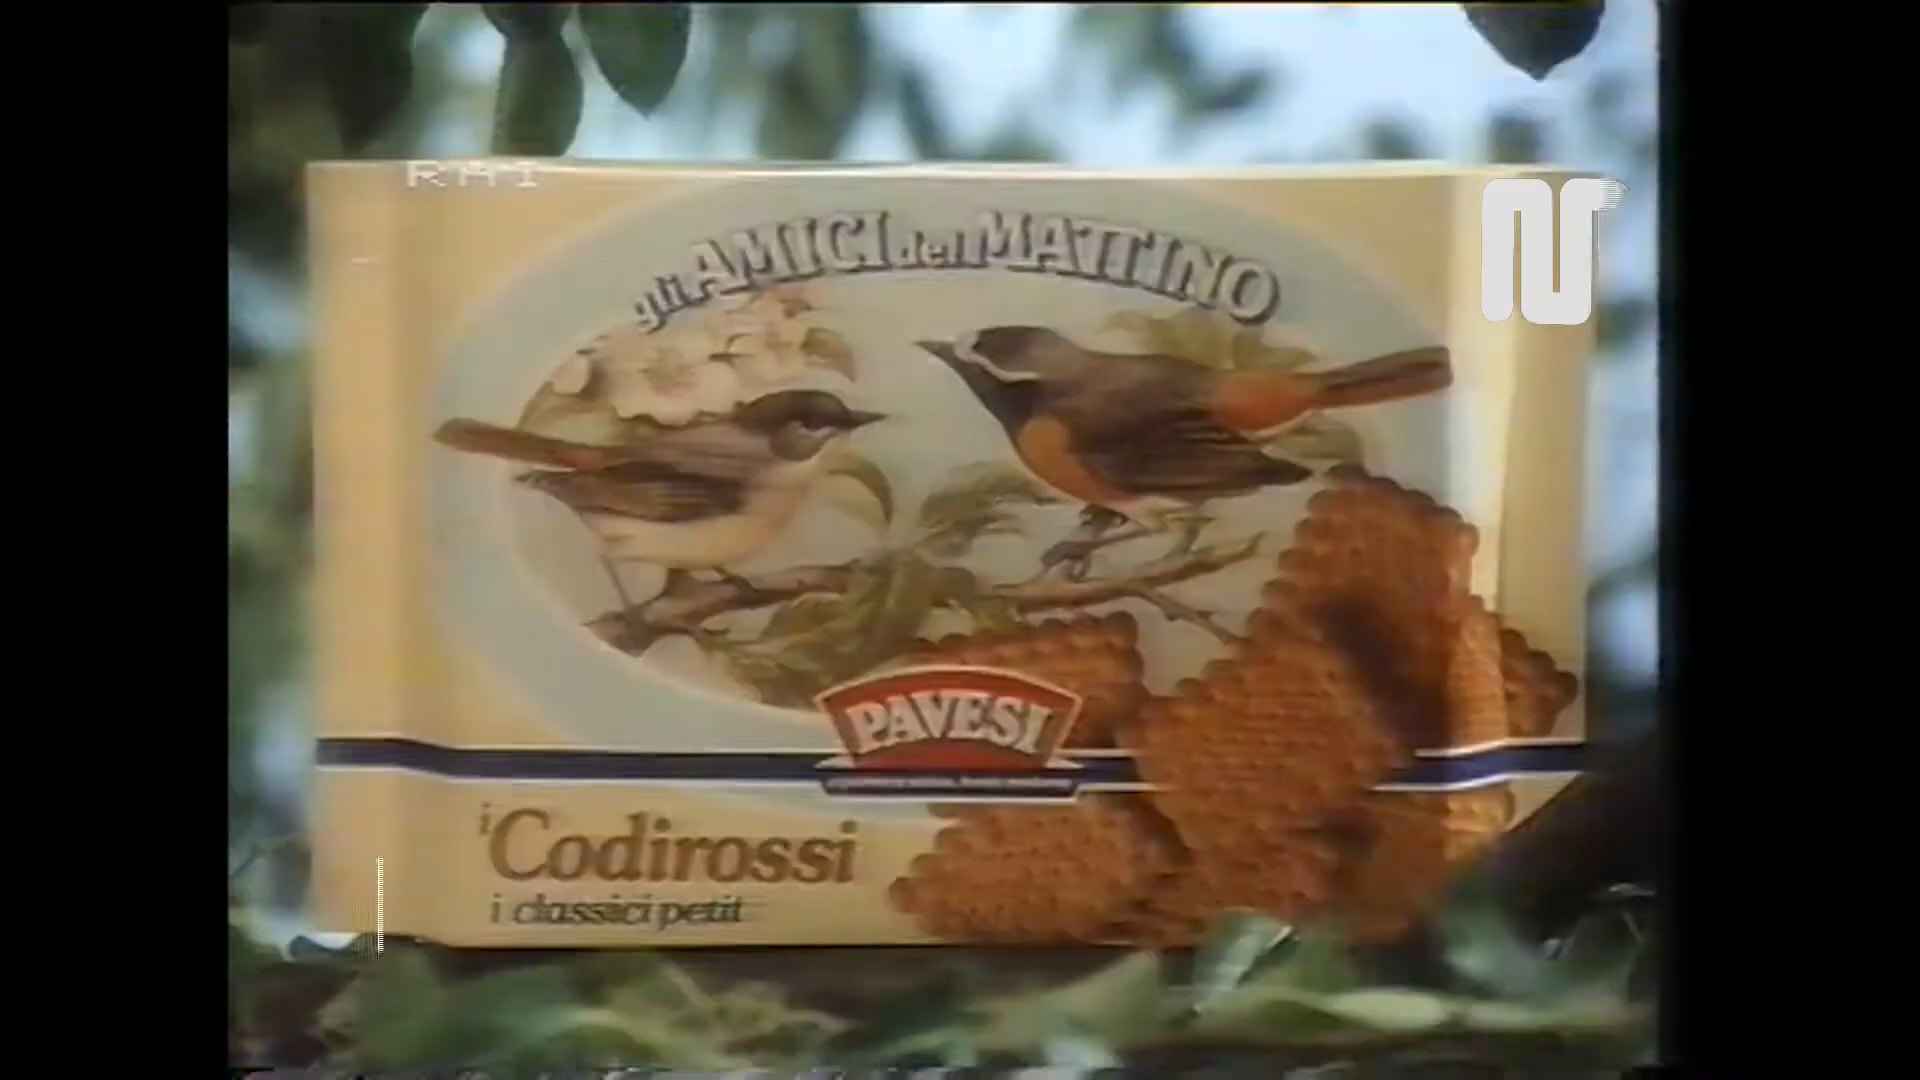 RAI
gli AMICI del MATTINO
PAVESI
i Codirossi
i classici petit